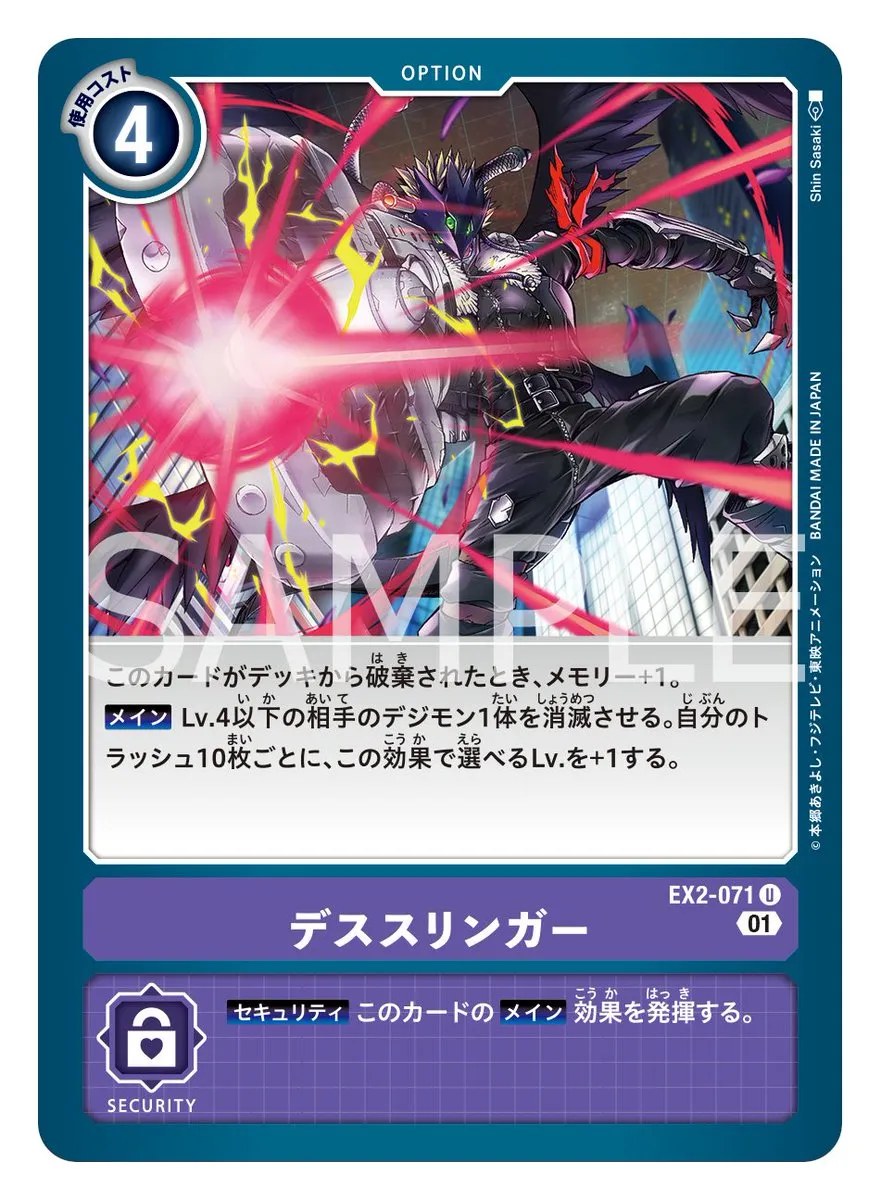 OPTION
使用コスト
4
Shin Sasaki
このカードがデッキから破棄されたとき、メモリー+1。
メイン Lv.4以下の相手のデジモン1体を消滅させる。自分のト
ラッシュ10枚ごとに、この効果で選べるLv.を+1する。
SAMPLE
© 本郷あきよし・フジテレビ・東映アニメーション BANDAI MADE IN JAPAN
EX2-071 U
デススリンガー
01
セキュリティ このカードの メイン 効果を発揮する。
SECURITY